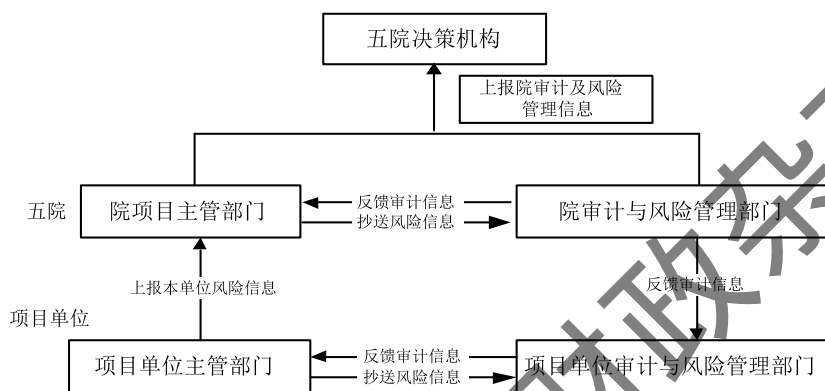 五院决策机构
上报院审计及风险
管理信息
五院
院项目主管部门
反馈审计信息
抄送风险信息
院审计与风险管理部门
上报本单位风险信息
反馈审计信息
项目单位
项目单位主管部门
反馈审计信息
抄送风险信息
项目单位审计与风险管理部门
财政杂